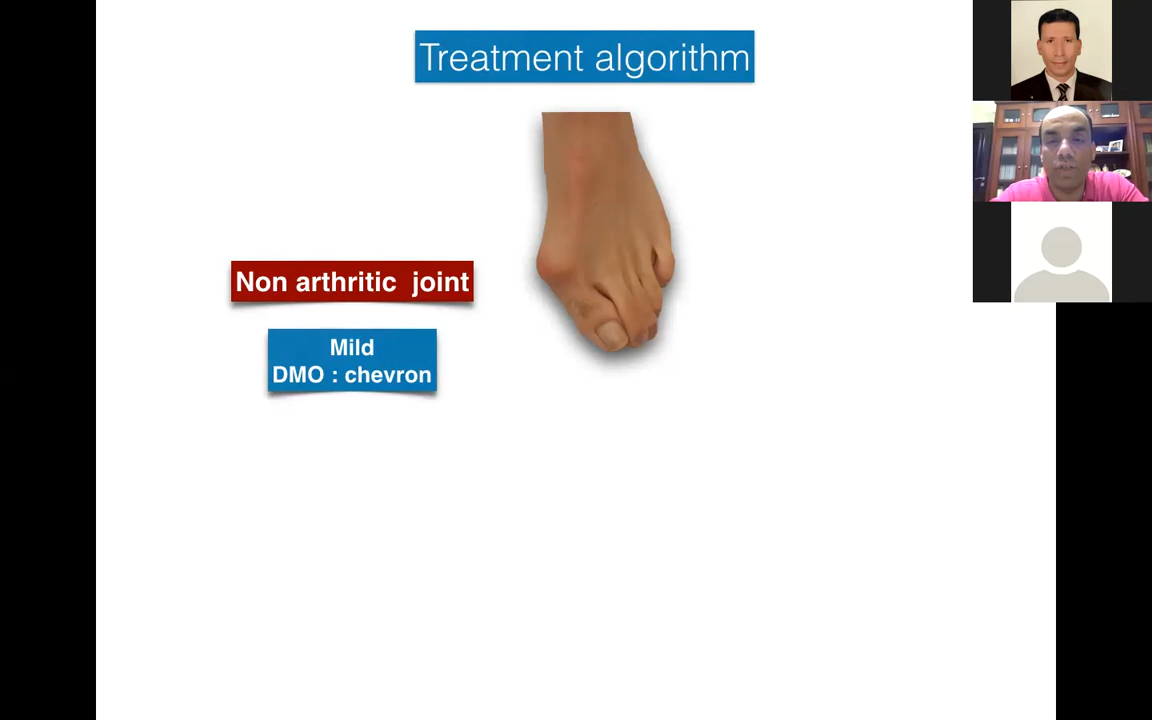 Treatment algorithm
Non arthritic joint
Mild
DMO : chevron